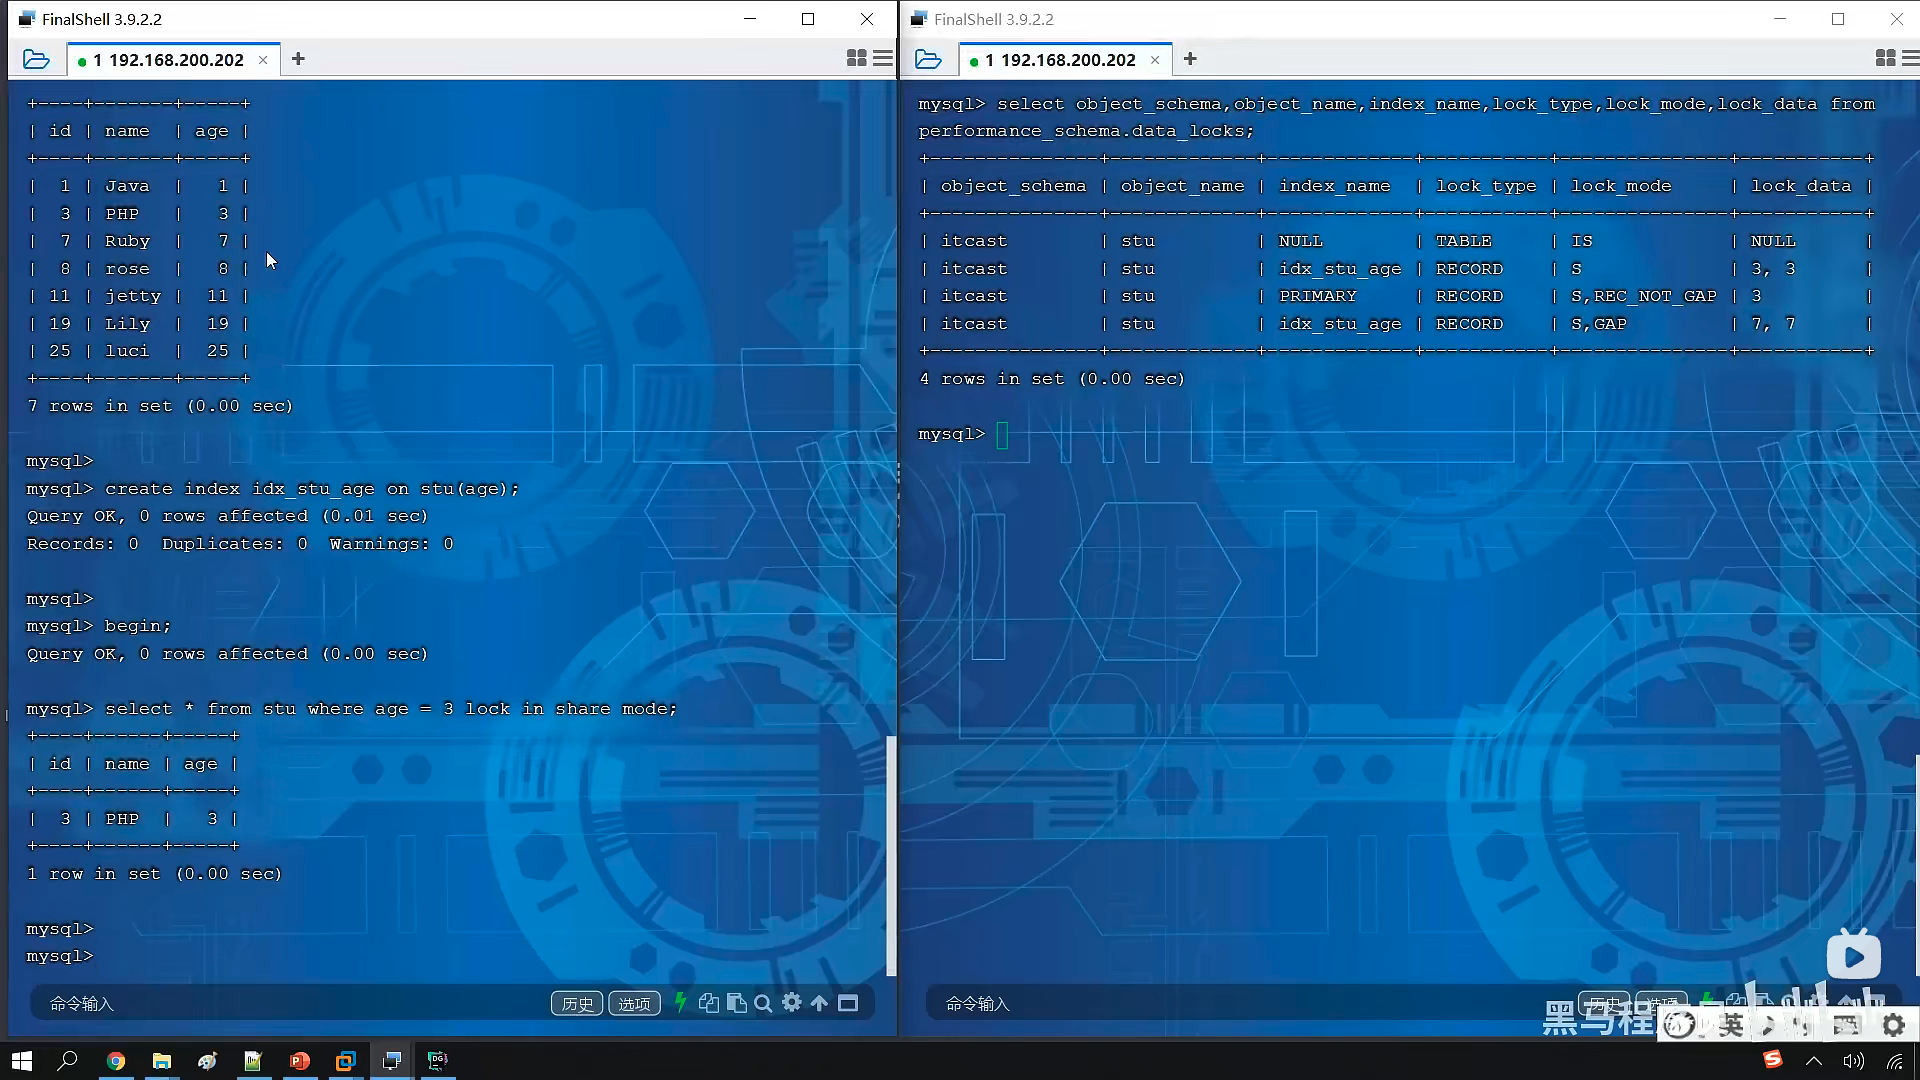 FinalShell 3.9.2.2
1 192.168.200.202
+----+-------+-----+
| id | name  | age |
+----+-------+-----+
|  1 | Java  |   1 |
|  3 | PHP   |   3 |
|  7 | Ruby  |   7 |
|  8 | rose  |   8 |
| 11 | jetty |  11 |
| 19 | Lily  |  19 |
| 25 | luci  |  25 |
+----+-------+-----+
7 rows in set (0.00 sec)
mysql>
mysql> create index idx_stu_age on stu(age);
Query OK, 0 rows affected (0.01 sec)
Records: 0  Duplicates: 0  Warnings: 0
mysql>
mysql> begin;
Query OK, 0 rows affected (0.00 sec)
mysql> select * from stu where age = 3 lock in share mode;
+----+------+-----+
| id | name | age |
+----+------+-----+
|  3 | PHP  |   3 |
+----+------+-----+
1 row in set (0.00 sec)
mysql>
mysql>
命令输入
历史 选项
FinalShell 3.9.2.2
1 192.168.200.202
mysql> select object_schema,object_name,index_name,lock_type,lock_mode,lock_data from
performance_schema.data_locks;
+---------------+-------------+-------------+-----------+---------------+-----------+
| object_schema | object_name | index_name  | lock_type | lock_mode     | lock_data |
+---------------+-------------+-------------+-----------+---------------+-----------+
| itcast        | stu         | NULL        | TABLE     | IS            | NULL      |
| itcast        | stu         | idx_stu_age | RECORD    | S             | 3, 3      |
| itcast        | stu         | PRIMARY     | RECORD    | S,REC_NOT_GAP | 3         |
| itcast        | stu         | idx_stu_age | RECORD    | S,GAP         | 7, 7      |
+---------------+-------------+-------------+-----------+---------------+-----------+
4 rows in set (0.00 sec)
mysql>
命令输入
历史 选项
黑马程
英